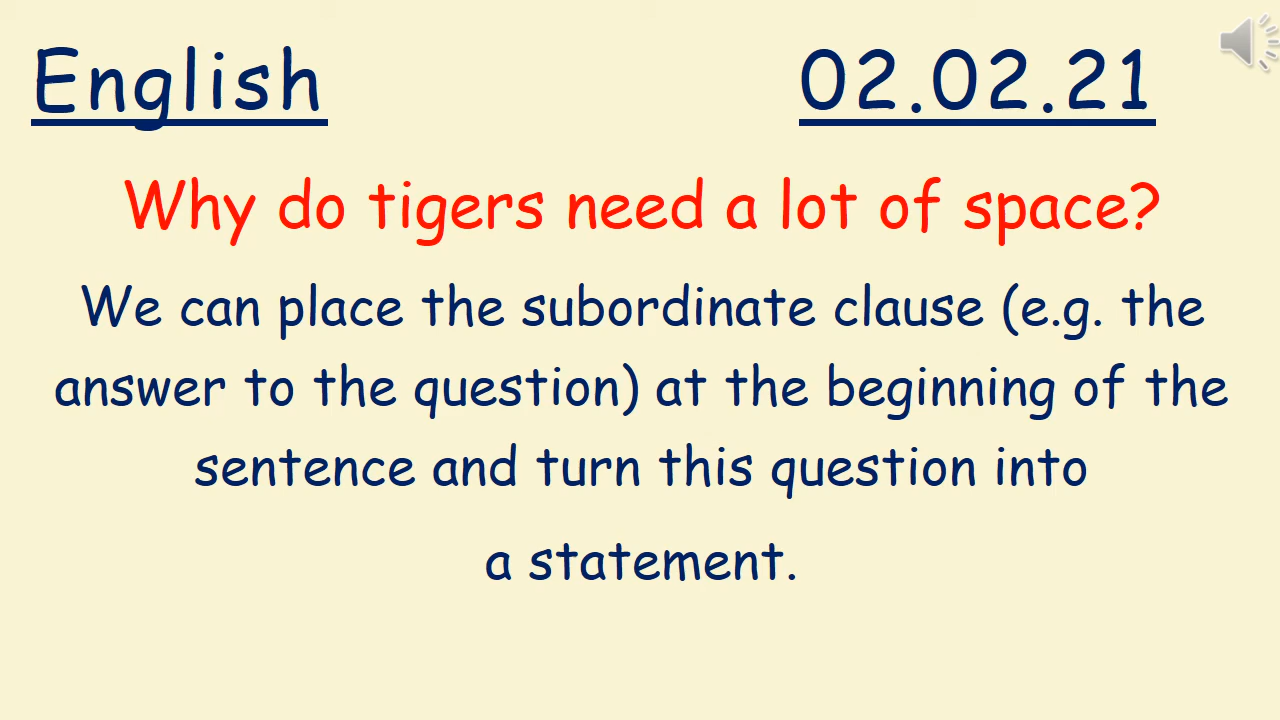 English 02.02.21
Why do tigers need a lot of space?
We can place the subordinate clause (e.g. the
answer to the question) at the beginning of the
sentence and turn this question into
a statement.